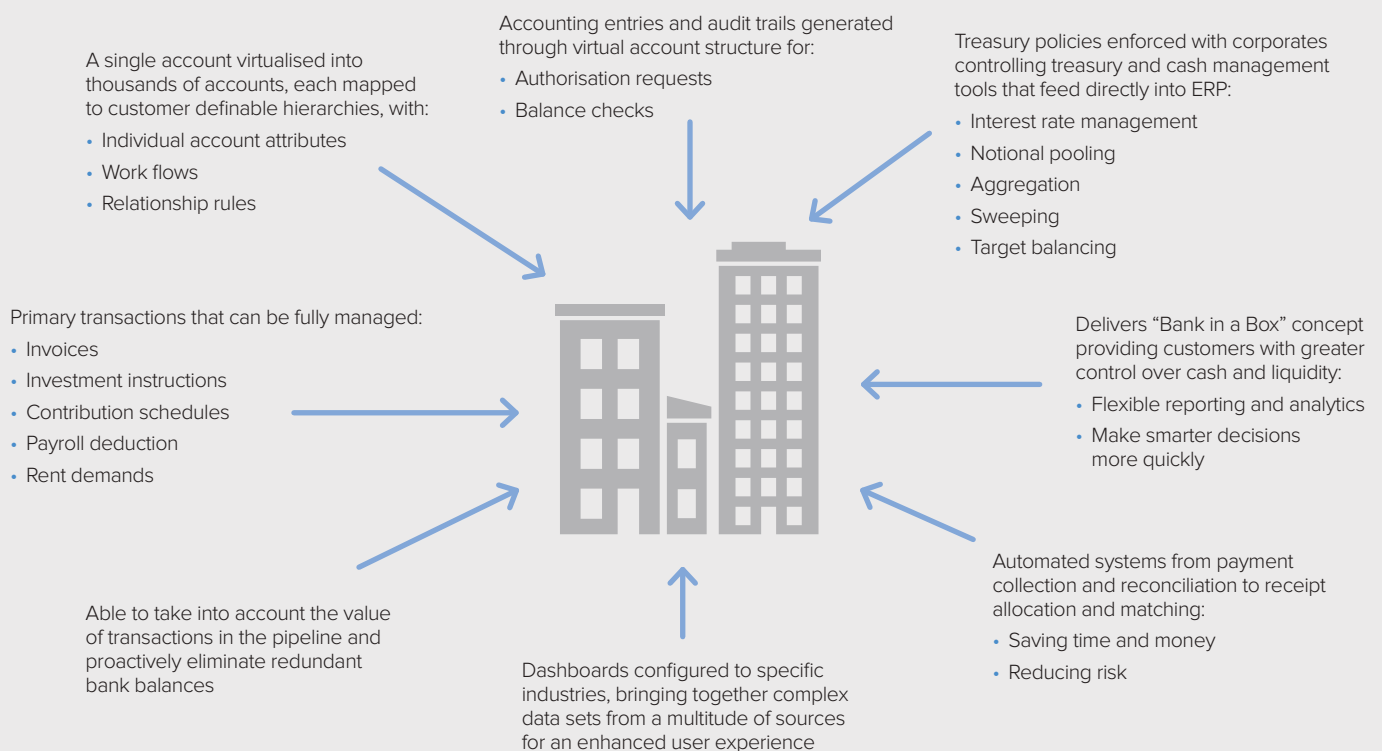 A single account virtualised into
thousands of accounts, each mapped
to customer definable hierarchies, with:
• Individual account attributes
• Work flows
• Relationship rules
Accounting entries and audit trails generated
through virtual account structure for:
• Authorisation requests
• Balance checks
Treasury policies enforced with corporates
controlling treasury and cash management
tools that feed directly into ERP:
• Interest rate management
• Notional pooling
• Aggregation
• Sweeping
• Target balancing
Primary transactions that can be fully managed:
• Invoices
• Investment instructions
• Contribution schedules
• Payroll deduction
• Rent demands
Delivers “Bank in a Box” concept
providing customers with greater
control over cash and liquidity:
• Flexible reporting and analytics
• Make smarter decisions
more quickly
Able to take into account the value
of transactions in the pipeline and
proactively eliminate redundant
bank balances
Dashboards configured to specific
industries, bringing together complex
data sets from a multitude of sources
for an enhanced user experience
Automated systems from payment
collection and reconciliation to receipt
allocation and matching:
• Saving time and money
• Reducing risk